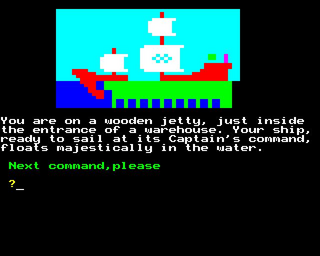 You are on a wooden jetty, just inside
the entrance of a warehouse. Your ship,
ready to sail at its Captain's command,
floats majestically in the water.
Next command,please
?_